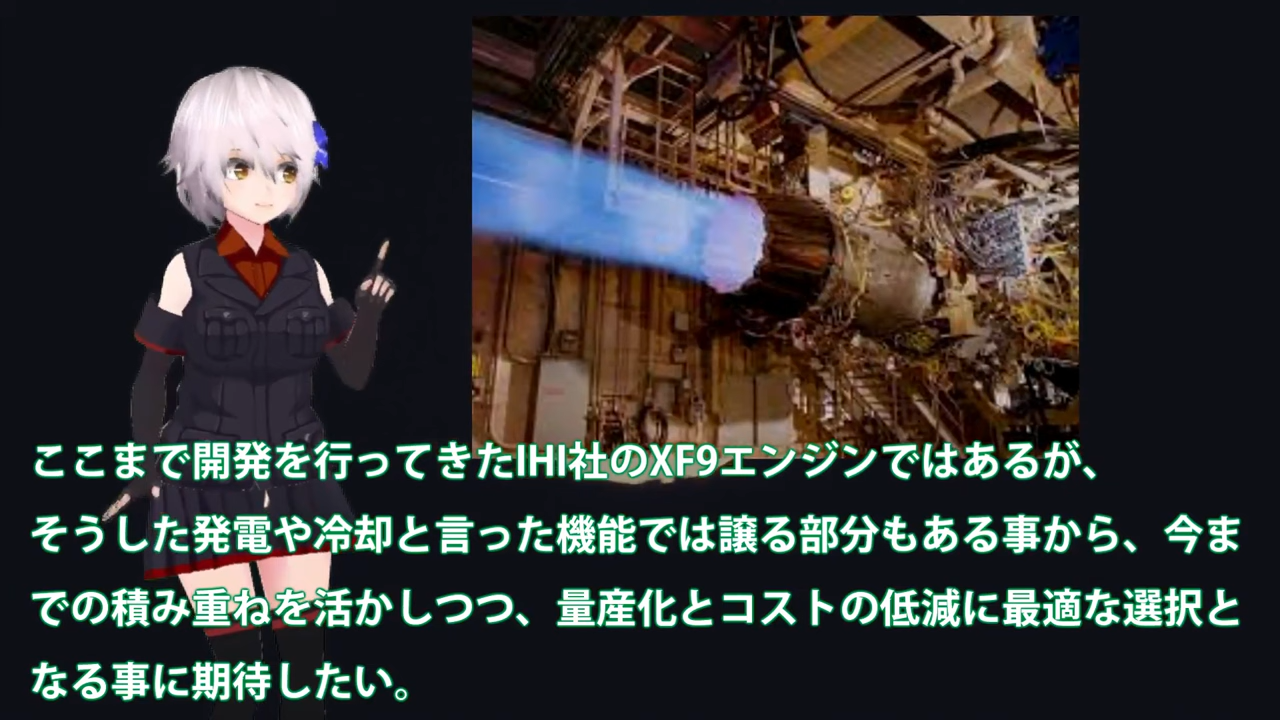 ここまで開発を行ってきたIHI社のXF9エンジンではあるが、
そうした発電や冷却と言った機能では譲る部分もある事から、今ま
での積み重ねを活かしつつ、量産化とコストの低減に最適な選択と
なる事に期待したい。